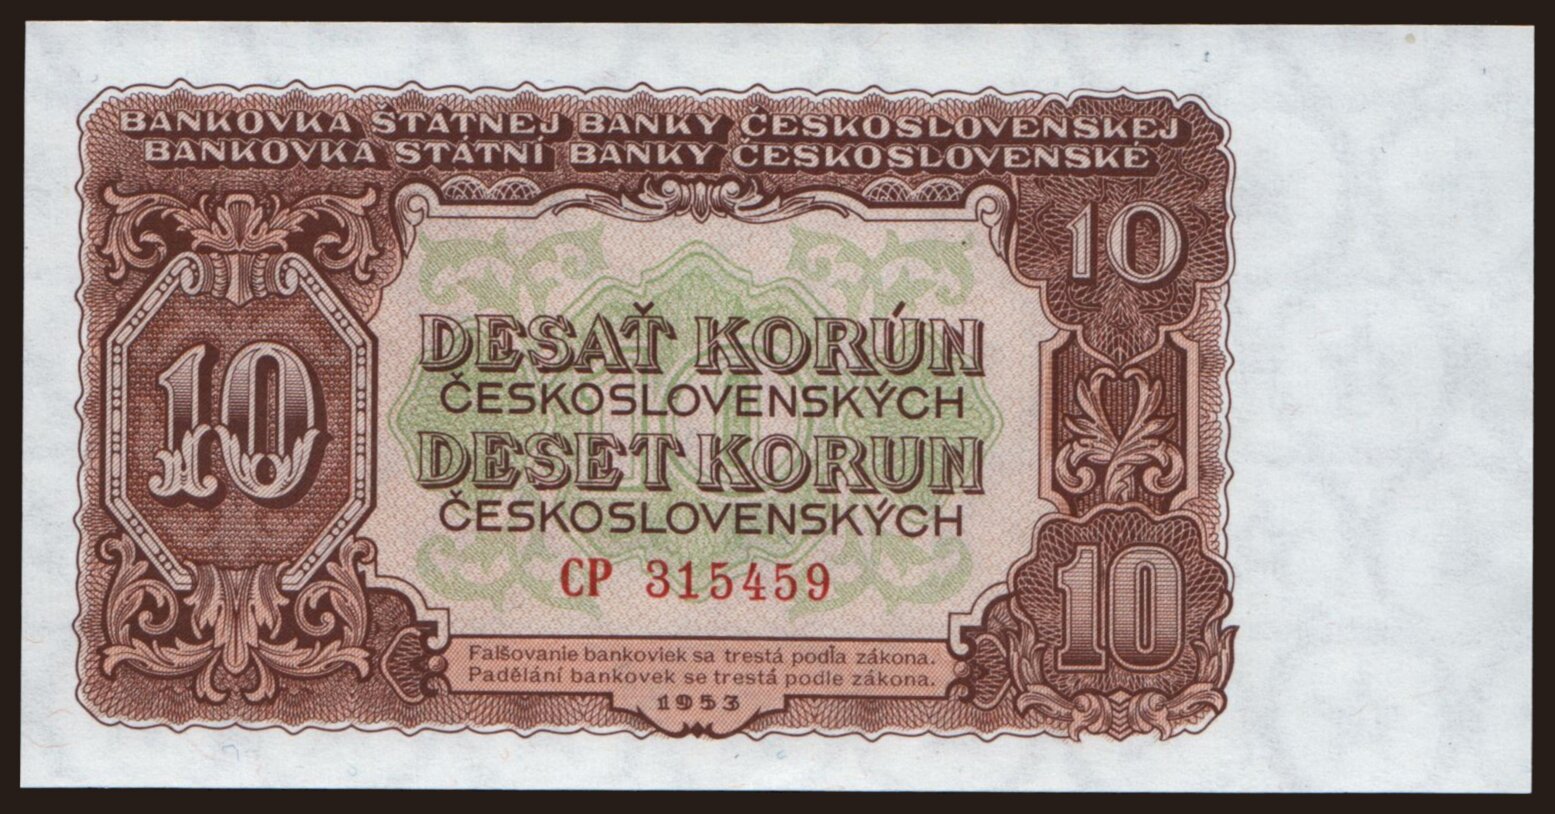 BANKOVKA ŠTÁTNEJ BANKY ČESKOSLOVENSKEJ
BANKOVKA STÁTNÍ BANKY ČESKOSLOVENSKÉ
10
10
DESAŤ KORÚN
ČESKOSLOVENSKÝCH
DESET KORUN
ČESKOSLOVENSKÝCH
10
CP 315459
10
Falšovanie bankoviek sa trestá podľa zákona.
Padělání bankovek se trestá podle zákona.
1953